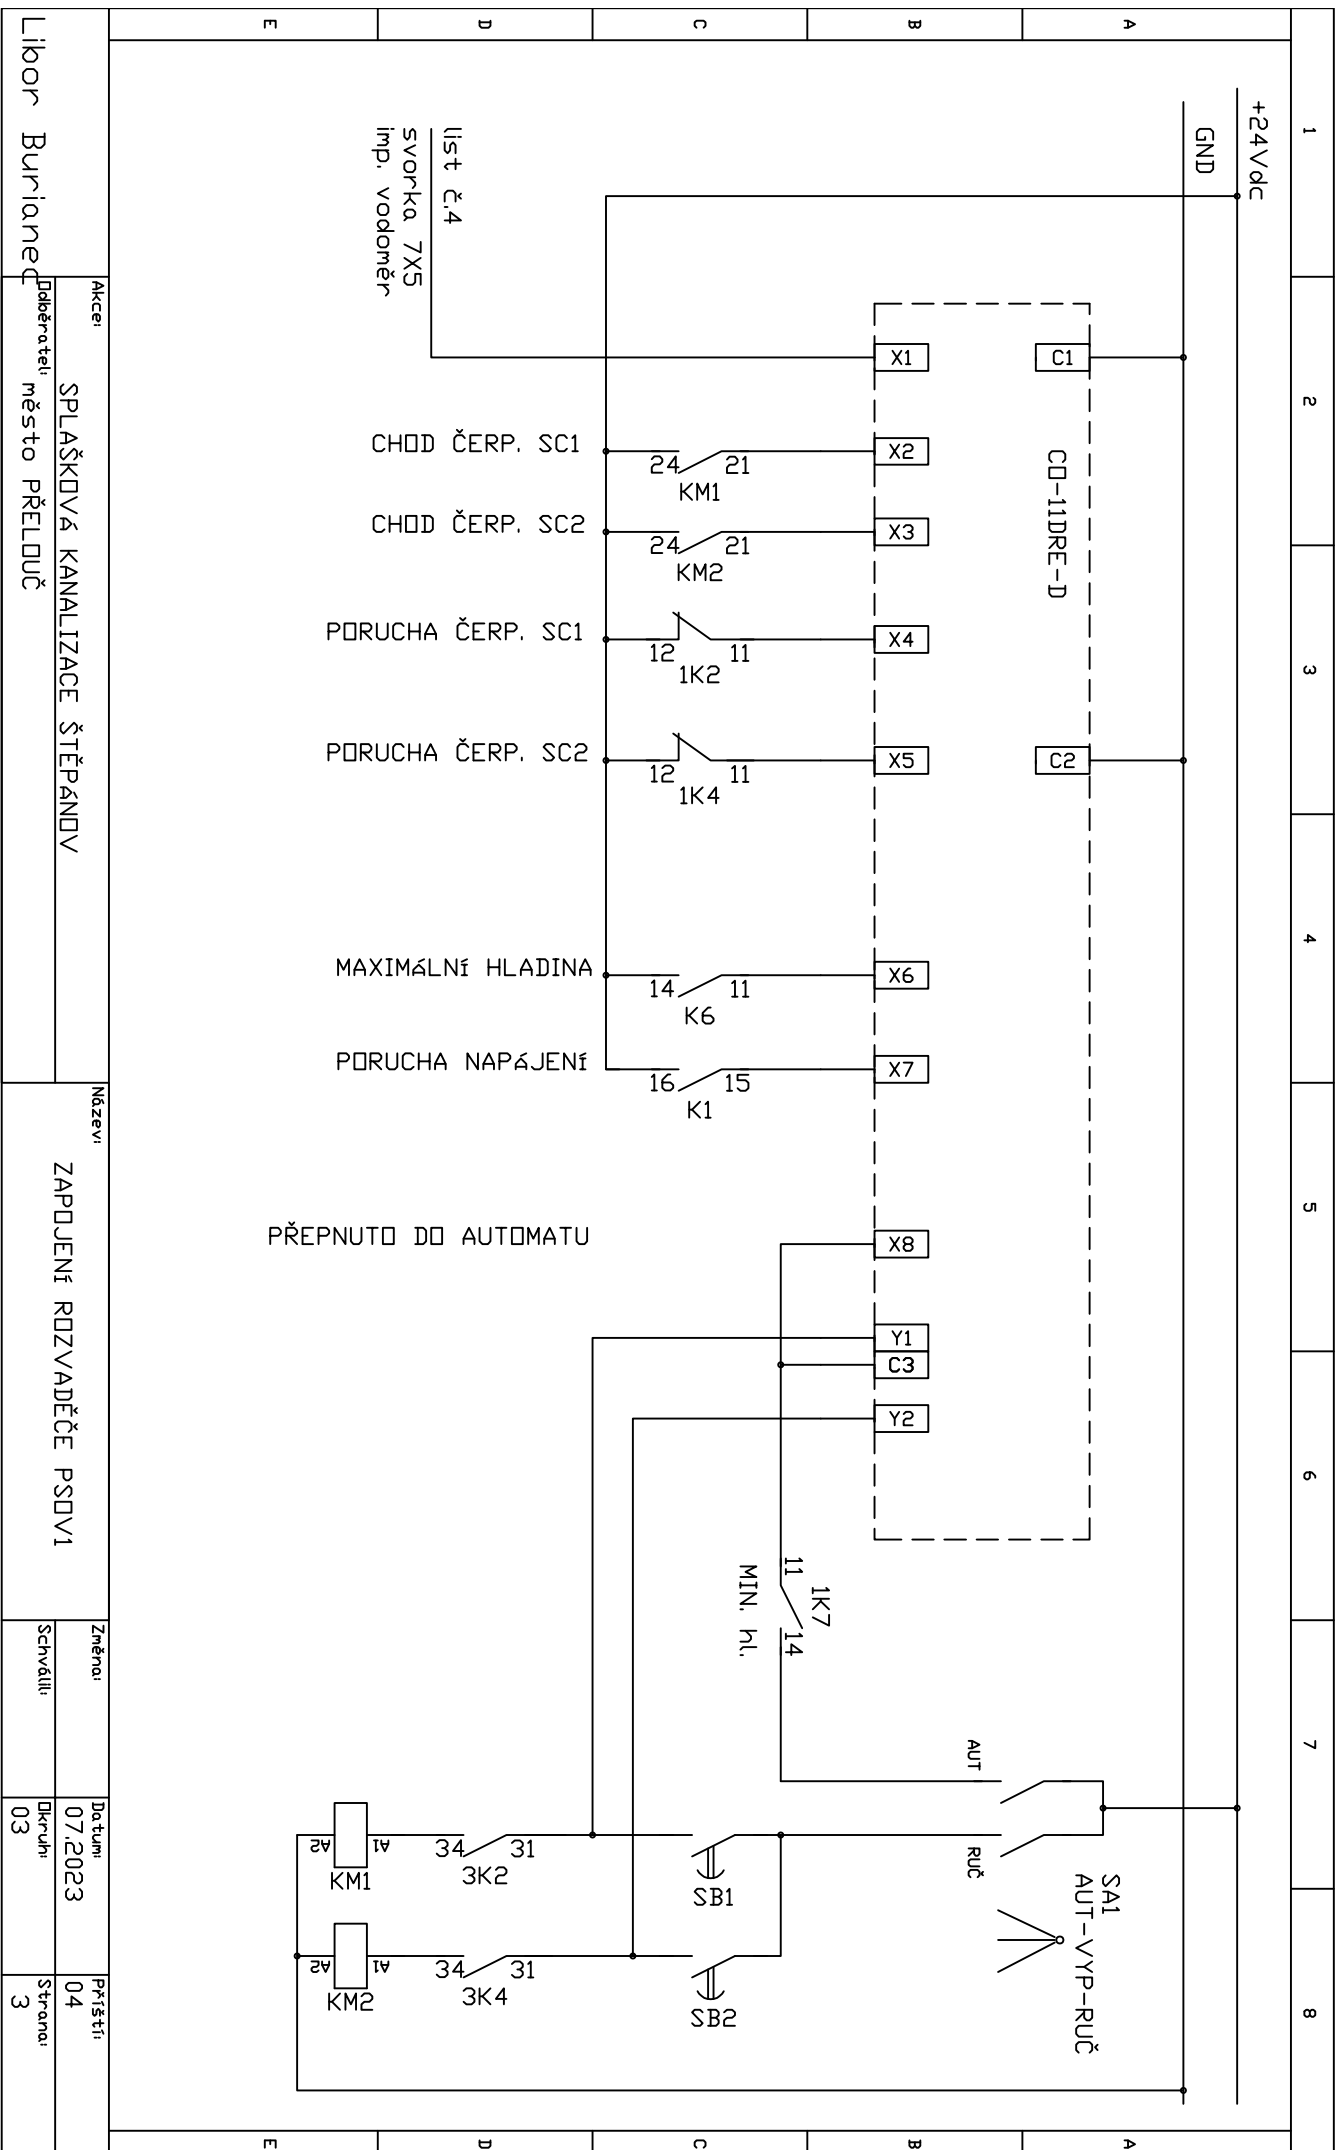 1 2 3 4 5 6 7 8
A
B
C
D
E
A
B
C
D
E
+24Vdc
GND
C1
CO-11DRE-D
C2
SA1
AUT-VYP-RUČ
AUT
RUČ
X1
X2
X3
X4
X5
X6
X7
X8
Y1
C3
Y2
1K7
11
14
MIN. hl.
24 21
KM1
24 21
KM2
12 11
1K2
12 11
1K4
14 11
K6
16 15
K1
SB1
SB2
list č.4
svorka 7X5
imp. vodoměr
CHOD ČERP. SC1
CHOD ČERP. SC2
PORUCHA ČERP. SC1
PORUCHA ČERP. SC2
MAXIMáLNí HLADINA
PORUCHA NAPáJENí
PŘEPNUTO DO AUTOMATU
34 31
3K2
34 31
3K4
A2 A1
KM1
A2 A1
KM2
Libor Burianec
Akce:
SPLAŠKOVá KANALIZACE ŠTĚPáNOV
Odběratel:
město PŘELOUČ
Název:
ZAPOJENí ROZVADĚČE PSOV1
Změna:
Schválil:
Datum:
07.2023
Okruh:
03
Příští:
04
Strana:
3